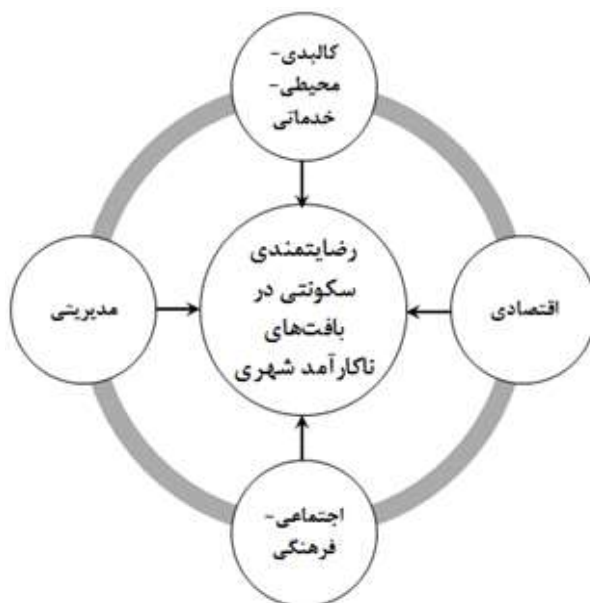 کالبدی-
محیطی-
خدماتی
رضایتمندی
سکونتی در
بافت‌های
ناکارآمد شهری
اقتصادی
مدیریتی
اجتماعی-
فرهنگی